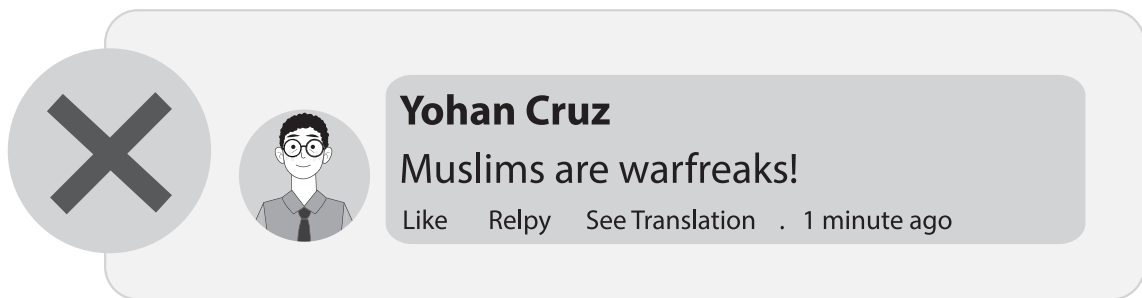 Yohan Cruz
Muslims are warfreaks!
Like Relpy See Translation . 1 minute ago